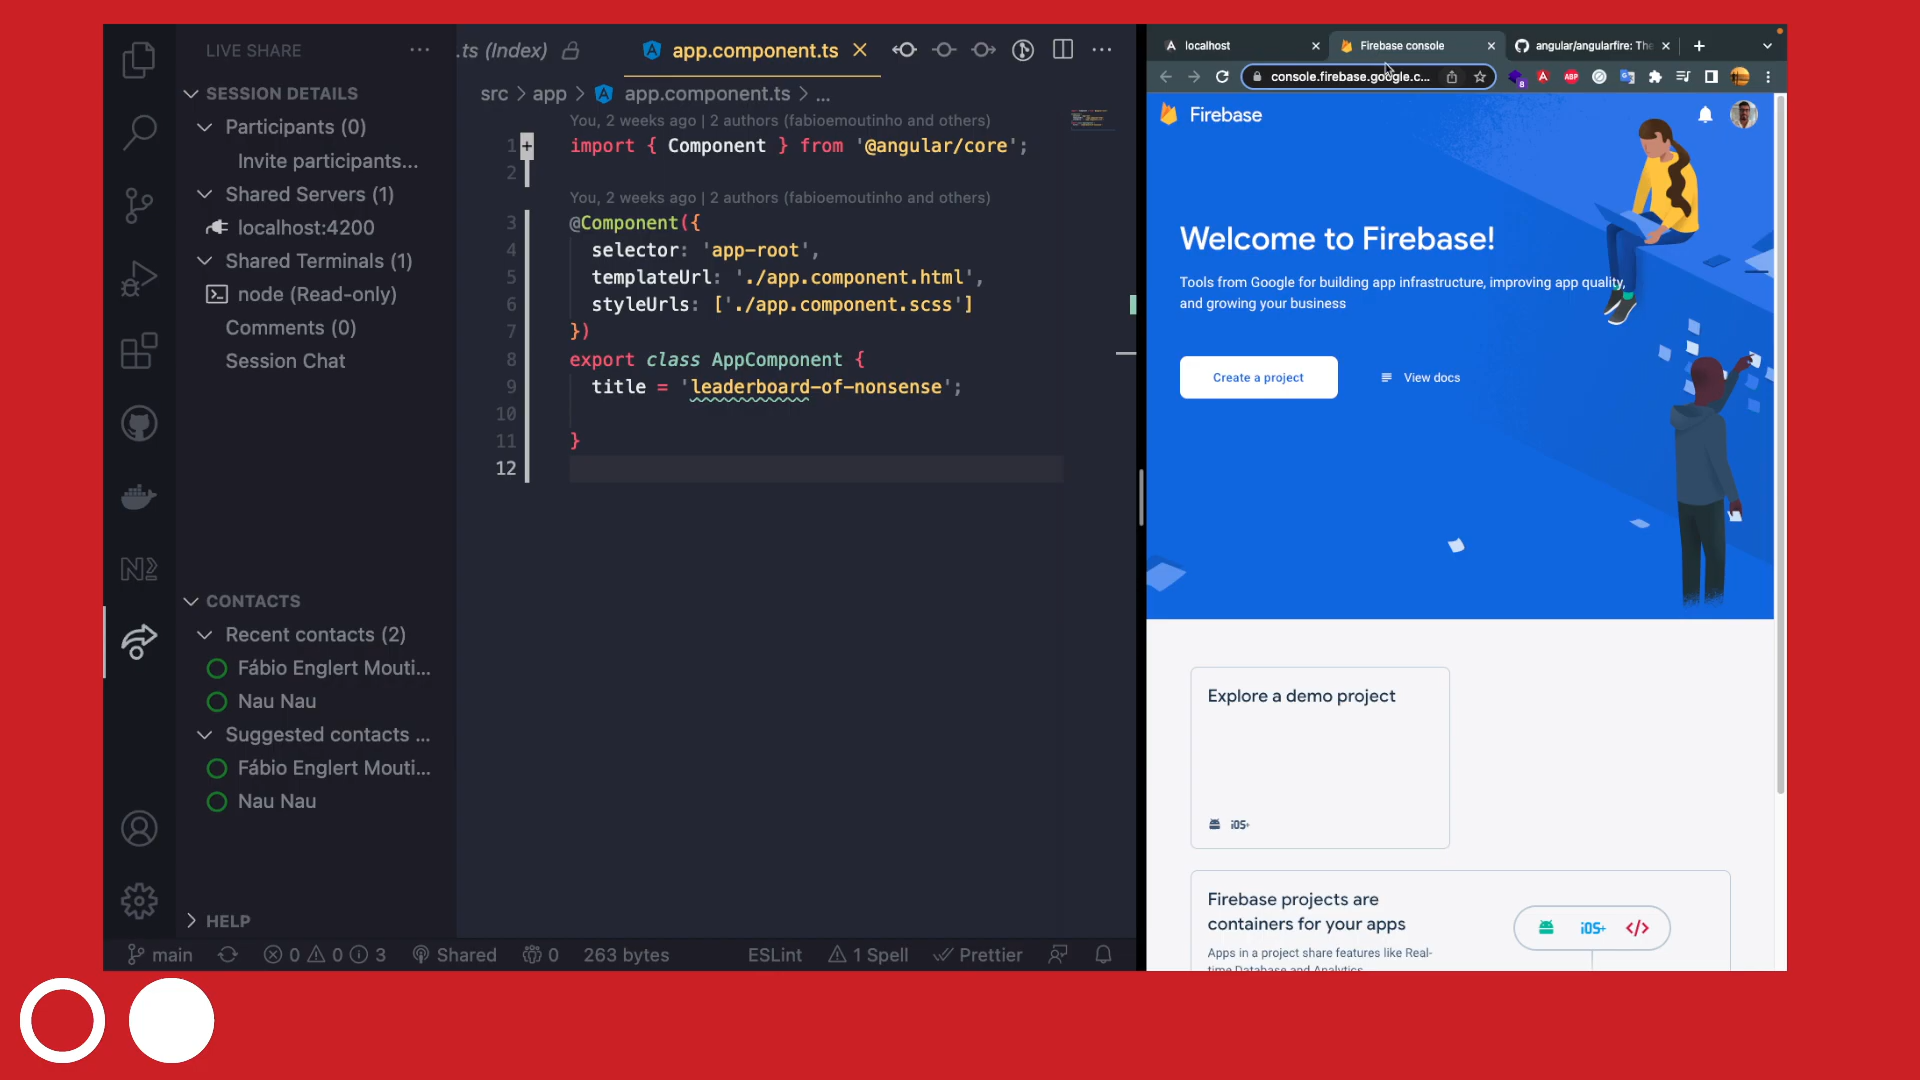 LIVE SHARE
SESSION DETAILS
Participants (0)
Invite participants...
Shared Servers (1)
localhost:4200
Shared Terminals (1)
node (Read-only)
Comments (0)
Session Chat
CONTACTS
Recent contacts (2)
Fábio Englert Mouti...
Nau Nau
Suggested contacts ...
Fábio Englert Mouti...
Nau Nau
HELP
.ts (Index)
app.component.ts
src > app > app.component.ts > ...
You, 2 weeks ago | 2 authors (fabioemoutinho and others)
1 import { Component } from '@angular/core';
2
You, 2 weeks ago | 2 authors (fabioemoutinho and others)
3 @Component({
4 selector: 'app-root',
5 templateUrl: './app.component.html',
6 styleUrls: ['./app.component.scss']
7 })
8 export class AppComponent {
9 title = 'leaderboard-of-nonsense';
10
11 }
12
main 0 0 3 Shared 0 263 bytes ESLint 1 Spell Prettier
localhost
Firebase console
angular/angularfire: The
console.firebase.google.c...
8
ABP
Firebase
Welcome to Firebase!
Tools from Google for building app infrastructure, improving app quality,
and growing your business
Create a project
View docs
Explore a demo project
iOS+
Firebase projects are
containers for your apps
Apps in a project share features like Real-
time Database and Analytics
iOS+ </>